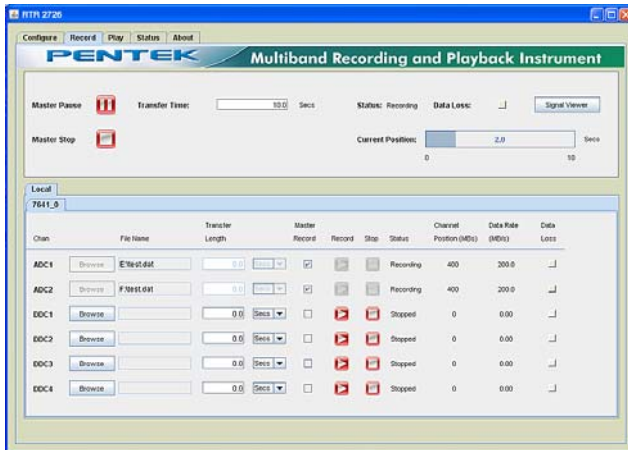 RTR 2726
Configure Record Play Status About
PENTEK Multiband Recording and Playback Instrument
Master Pause Transfer Time: 10.0 Secs Status: Recording Data Loss: Signal Viewer
Master Stop Current Position: 2.0 Secs
0 10
Local
7641_0
Transfer Master Channel Data Rate Data
Chan File Name Length Record Record Stop Status Position (MBs) (MB/s) Loss
ADC1 Browse E:\test.dat 0.0 Secs Recording 400 200.0
ADC2 Browse F:\test.dat 0.0 Secs Recording 400 200.0
DDC1 Browse 0.0 Secs Stopped 0 0.00
DDC2 Browse 0.0 Secs Stopped 0 0.00
DDC3 Browse 0.0 Secs Stopped 0 0.00
DDC4 Browse 0.0 Secs Stopped 0 0.00